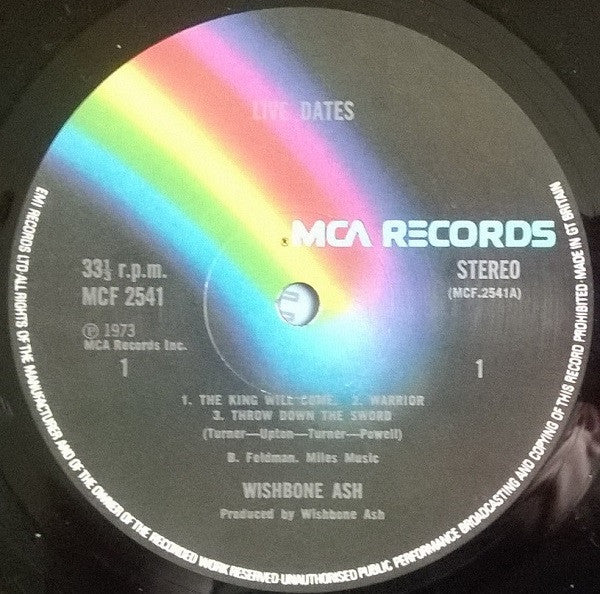 LIVE DATES
MCA RECORDS
33⅓ r.p.m.
MCF 2541
STEREO
(MCF.2541A)
Ⓟ 1973
MCA Records Inc.
1
1
1. THE KING WILL COME. 2. WARRIOR
3. THROW DOWN THE SWORD
(Turner—Upton—Turner—Powell)
B. Feldman. Miles Music
WISHBONE ASH
Produced by Wishbone Ash
EMI RECORDS LTD·ALL RIGHTS OF THE MANUFACTURER AND OF THE OWNER OF THE RECORDED WORK RESERVED·UNAUTHORISED PUBLIC PERFORMANCE BROADCASTING AND COPYING OF THIS RECORD PROHIBITED·MADE IN GT BRITAIN